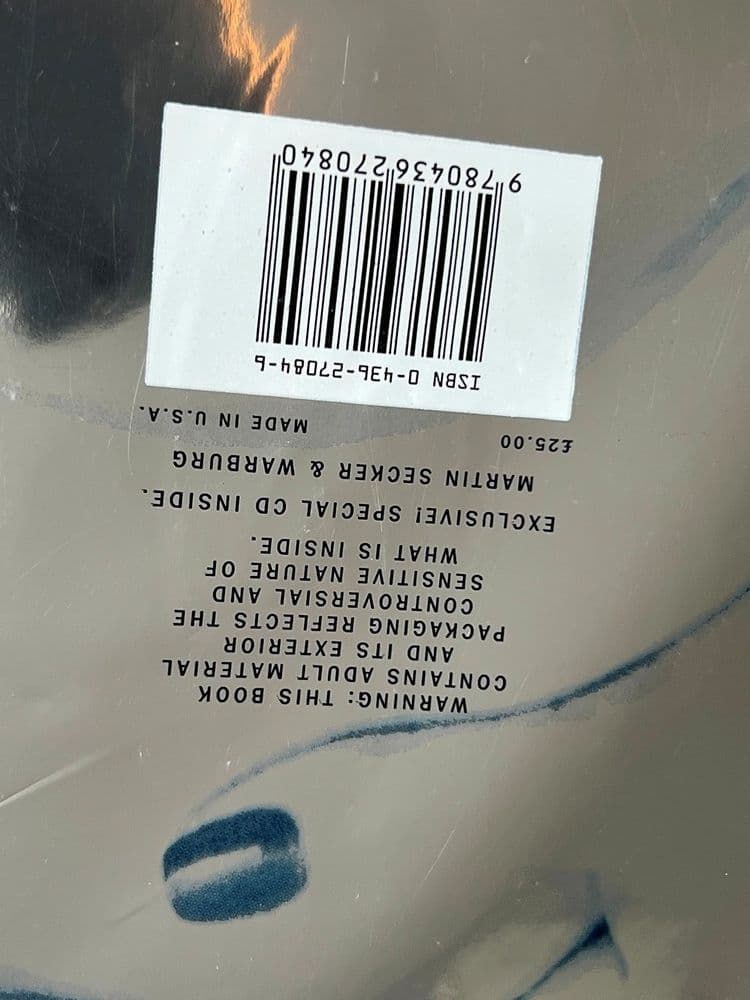 WARNING: THIS BOOK
CONTAINS ADULT MATERIAL
AND ITS EXTERIOR
PACKAGING REFLECTS THE
CONTROVERSIAL AND
SENSITIVE NATURE OF
WHAT IS INSIDE.
EXCLUSIVE! SPECIAL CD INSIDE.
MARTIN SECKER & WARBURG
£25.00 MADE IN U.S.A.
ISBN 0-436-27084-6
9 780436 270840